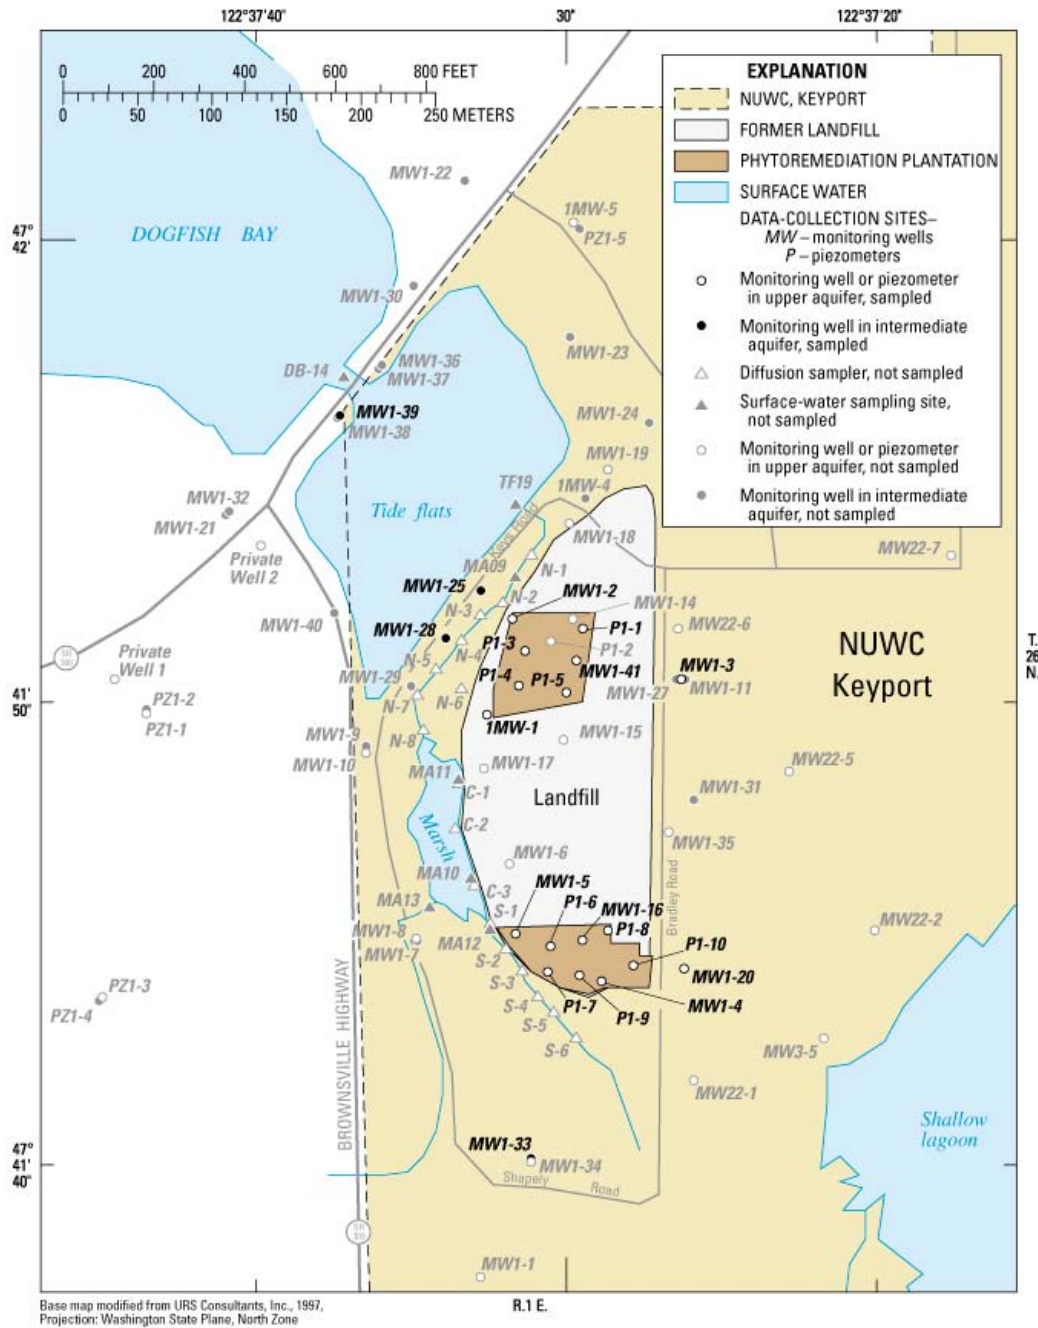 122°37'40"
30"
122°37'20"
0 200 400 600 800 FEET
0 50 100 150 200 250 METERS
EXPLANATION
NUWC, KEYPORT
FORMER LANDFILL
PHYTOREMEDIATION PLANTATION
SURFACE WATER
DATA-COLLECTION SITES–
MW – monitoring wells
P – piezometers
Monitoring well or piezometer
in upper aquifer, sampled
Monitoring well in intermediate
aquifer, sampled
Diffusion sampler, not sampled
Surface-water sampling site,
not sampled
Monitoring well or piezometer
in upper aquifer, not sampled
Monitoring well in intermediate
aquifer, not sampled
MW1-22
1MW-5
PZ1-5
47°
42'
DOGFISH BAY
MW1-30
MW1-23
MW1-36
MW1-37
DB-14
MW1-39
MW1-38
MW1-24
MW1-19
TF19
1MW-4
MW1-32
MW1-21
Tide flats
Keys Road
MW1-18
Private
Well 2
MW22-7
MA09
N-1
MW1-25
N-2
MW1-2
N-3
MW1-14
MW1-40
MW1-28
P1-3
P1-1
MW22-6
N-4
P1-2
NUWC
Keyport
T.
26
N.
Private
Well 1
N-5
MW1-29
P1-4
P1-5
MW1-41
MW1-3
MW1-27
MW1-11
PZ1-2
PZ1-1
N-7
N-6
41'
50"
1MW-1
N-8
MW1-9
MW1-10
MW1-15
MW1-17
MA11
C-1
MW22-5
MW1-31
Landfill
C-2
Marsh
MW1-35
MW1-6
MA10
C-3
MW1-5
P1-6
MW1-16
P1-8
Bradley Road
MA13
S-1
MW1-8
MW1-7
MA12
MW22-2
P1-10
S-2
MW1-20
S-3
P1-7
P1-9
MW1-4
PZ1-3
PZ1-4
S-4
S-5
S-6
MW3-5
BROWNSVILLE HIGHWAY
MW22-1
Shallow
lagoon
MW1-33
MW1-34
47°
41'
40"
Shapely Road
MW1-1
Base map modified from URS Consultants, Inc., 1997,
Projection: Washington State Plane, North Zone
R.1 E.